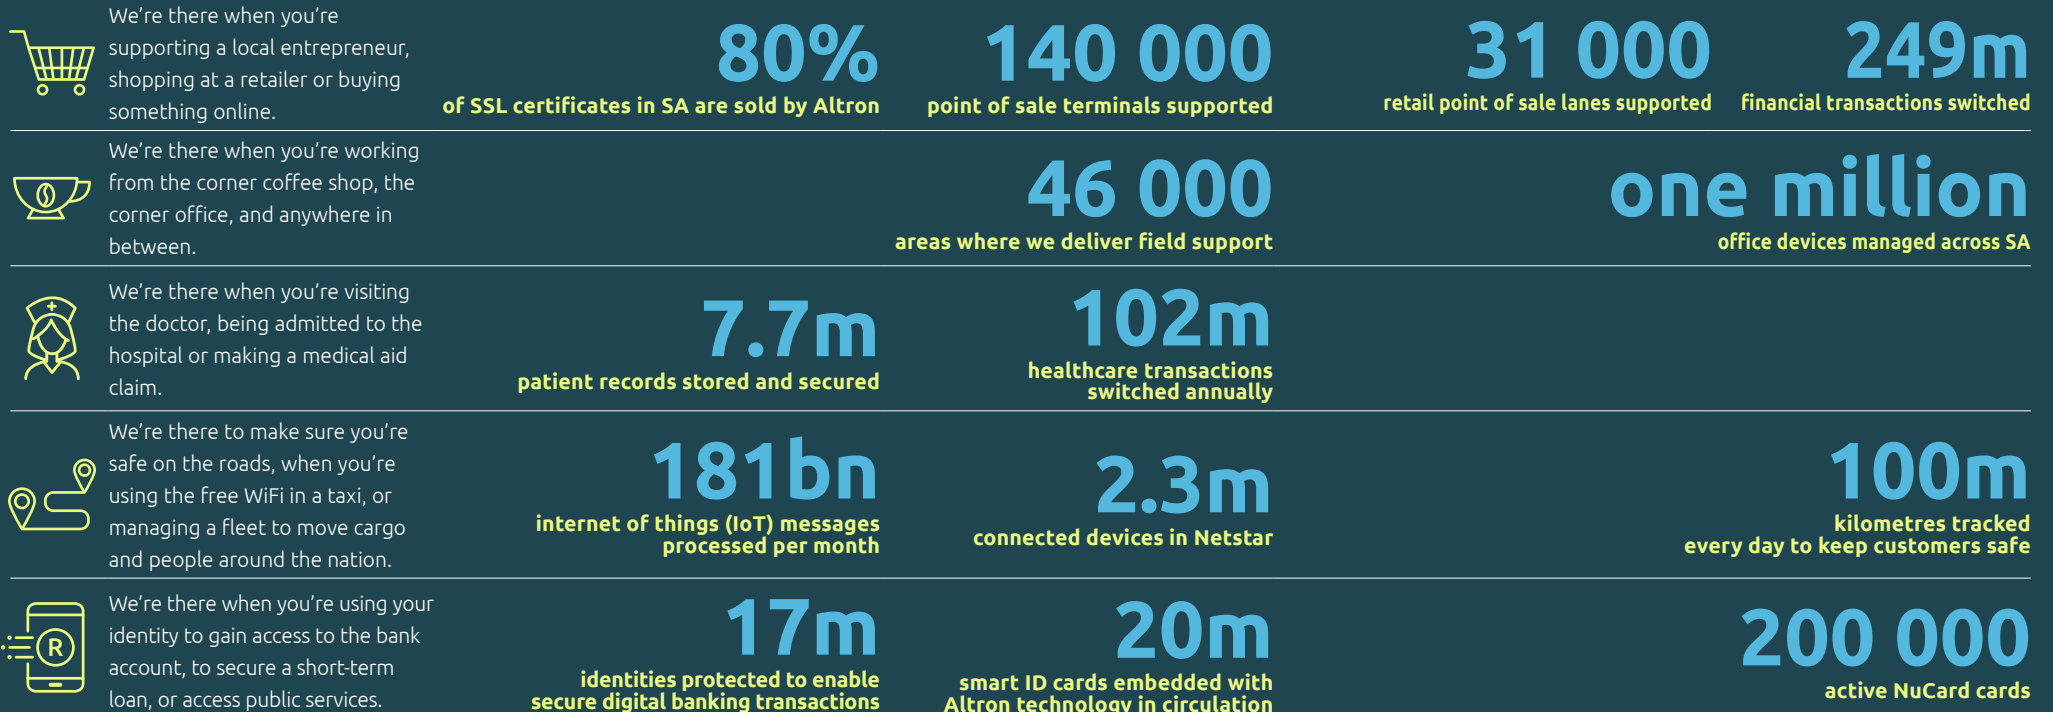 We’re there when you’re
supporting a local entrepreneur,
shopping at a retailer or buying
something online.
80%
of SSL certificates in SA are sold by Altron
140 000
point of sale terminals supported
31 000
retail point of sale lanes supported
249m
financial transactions switched
We’re there when you’re working
from the corner coffee shop, the
corner office, and anywhere in
between.
46 000
areas where we deliver field support
one million
office devices managed across SA
We’re there when you’re visiting
the doctor, being admitted to the
hospital or making a medical aid
claim.
7.7m
patient records stored and secured
102m
healthcare transactions
switched annually
We’re there to make sure you’re
safe on the roads, when you’re
using the free WiFi in a taxi, or
managing a fleet to move cargo
and people around the nation.
181bn
internet of things (IoT) messages
processed per month
2.3m
connected devices in Netstar
100m
kilometres tracked
every day to keep customers safe
R
We’re there when you’re using your
identity to gain access to the bank
account, to secure a short-term
loan, or access public services.
17m
identities protected to enable
secure digital banking transactions
20m
smart ID cards embedded with
Altron technology in circulation
200 000
active NuCard cards